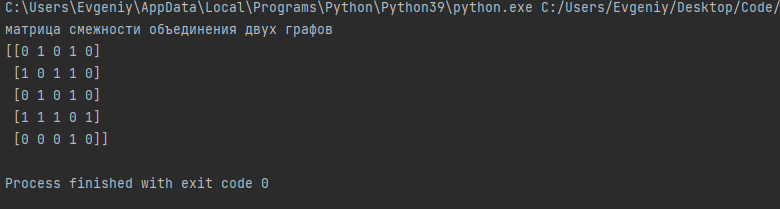 C:\Users\Evgeniy\AppData\Local\Programs\Python\Python39\python.exe C:/Users/Evgeniy/Desktop/Code/
матрица смежности объединения двух графов
[[0 1 0 1 0]
 [1 0 1 1 0]
 [0 1 0 1 0]
 [1 1 1 0 1]
 [0 0 0 1 0]]
Process finished with exit code 0